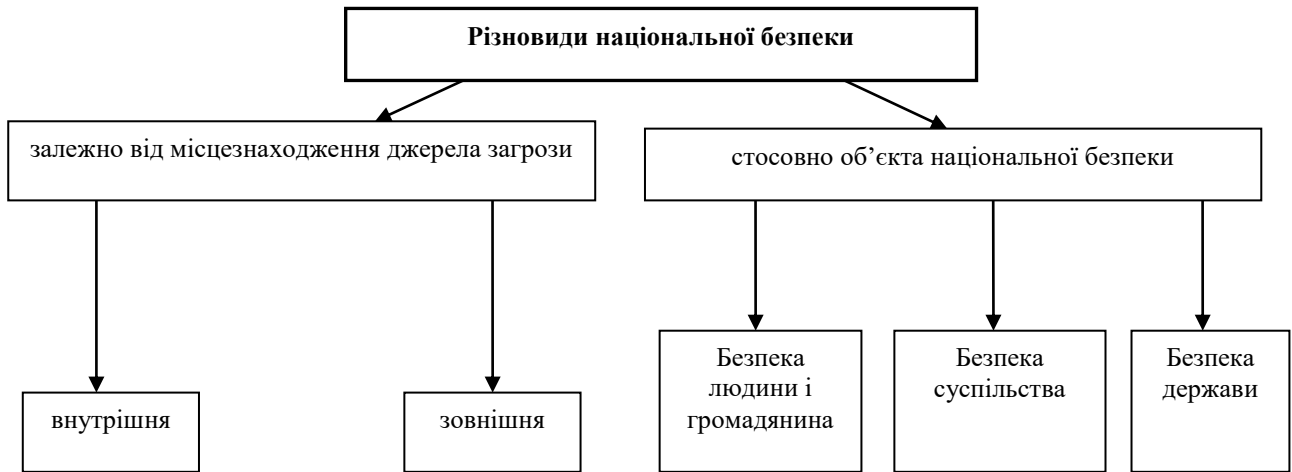 Різновиди національної безпеки
залежно від місцезнаходження джерела загрози
стосовно об’єкта національної безпеки
внутрішня
зовнішня
Безпека
людини і
громадянина
Безпека
суспільства
Безпека
держави